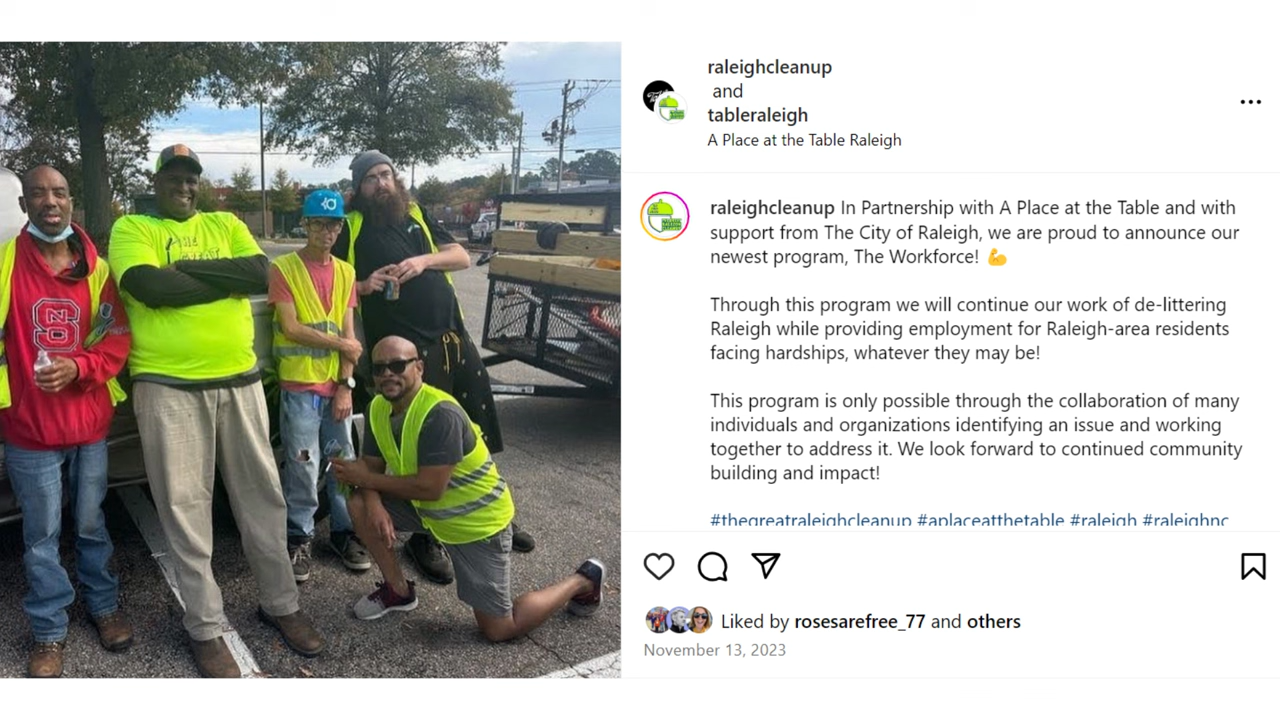 raleighcleanup
and
tableraleigh
A Place at the Table Raleigh
raleighcleanup In Partnership with A Place at the Table and with
support from The City of Raleigh, we are proud to announce our
newest program, The Workforce! 💪
Through this program we will continue our work of de-littering
Raleigh while providing employment for Raleigh-area residents
facing hardships, whatever they may be!
This program is only possible through the collaboration of many
individuals and organizations identifying an issue and working
together to address it. We look forward to continued community
building and impact!
#thegreatraleighcleanup #aplaceatthetable #raleigh #raleighnc
Liked by rosesarefree_77 and others
November 13, 2023